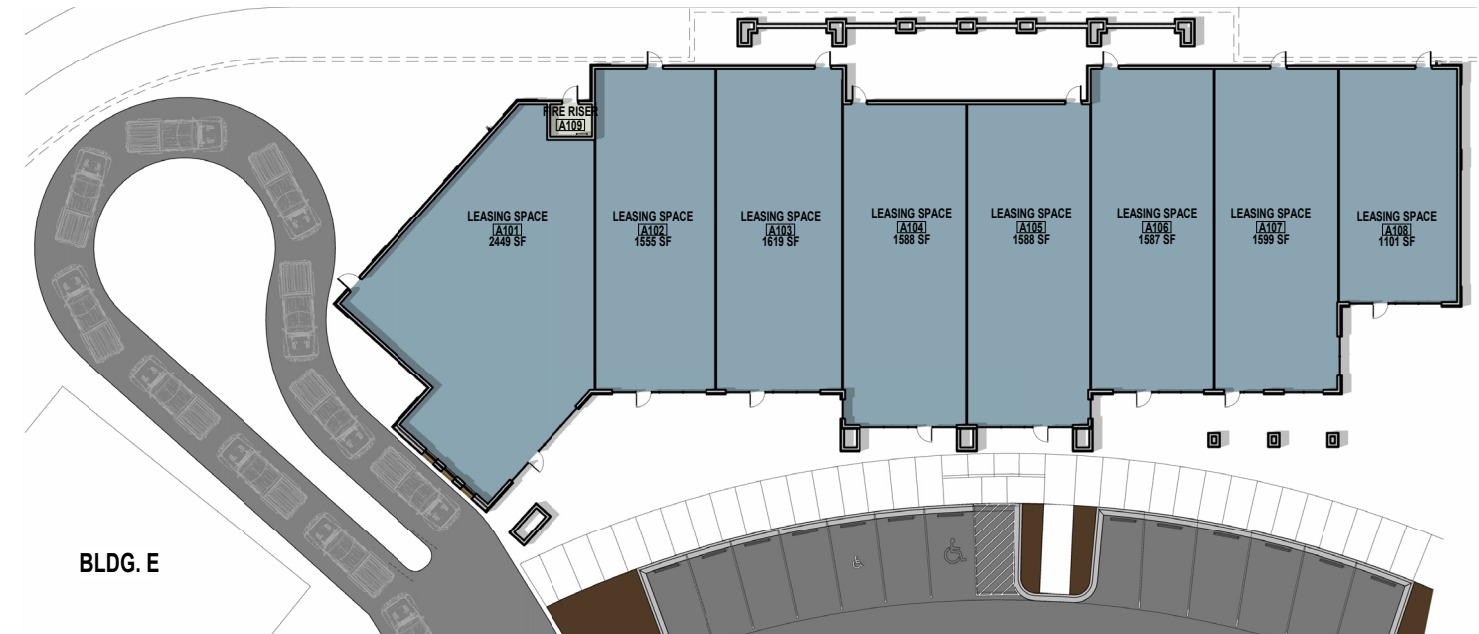 FIRE RISER
A109
LEASING SPACE
A101
2449 SF
LEASING SPACE
A102
1555 SF
LEASING SPACE
A103
1619 SF
LEASING SPACE
A104
1588 SF
LEASING SPACE
A105
1588 SF
LEASING SPACE
A106
1587 SF
LEASING SPACE
A107
1599 SF
LEASING SPACE
A108
1101 SF
BLDG. E